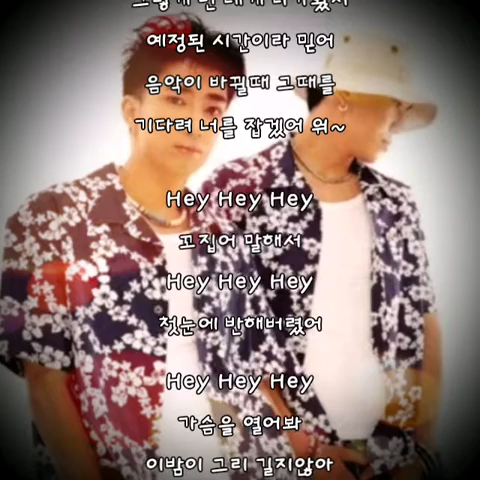 예정된 시간이라 믿어
음악이 바뀔때 그때를
기다려 너를 잡겠어 워~
Hey Hey Hey
꼬집어 말해서
Hey Hey Hey
첫눈에 반해버렸어
Hey Hey Hey
가슴을 열어봐
이밤이 그리 길지않아